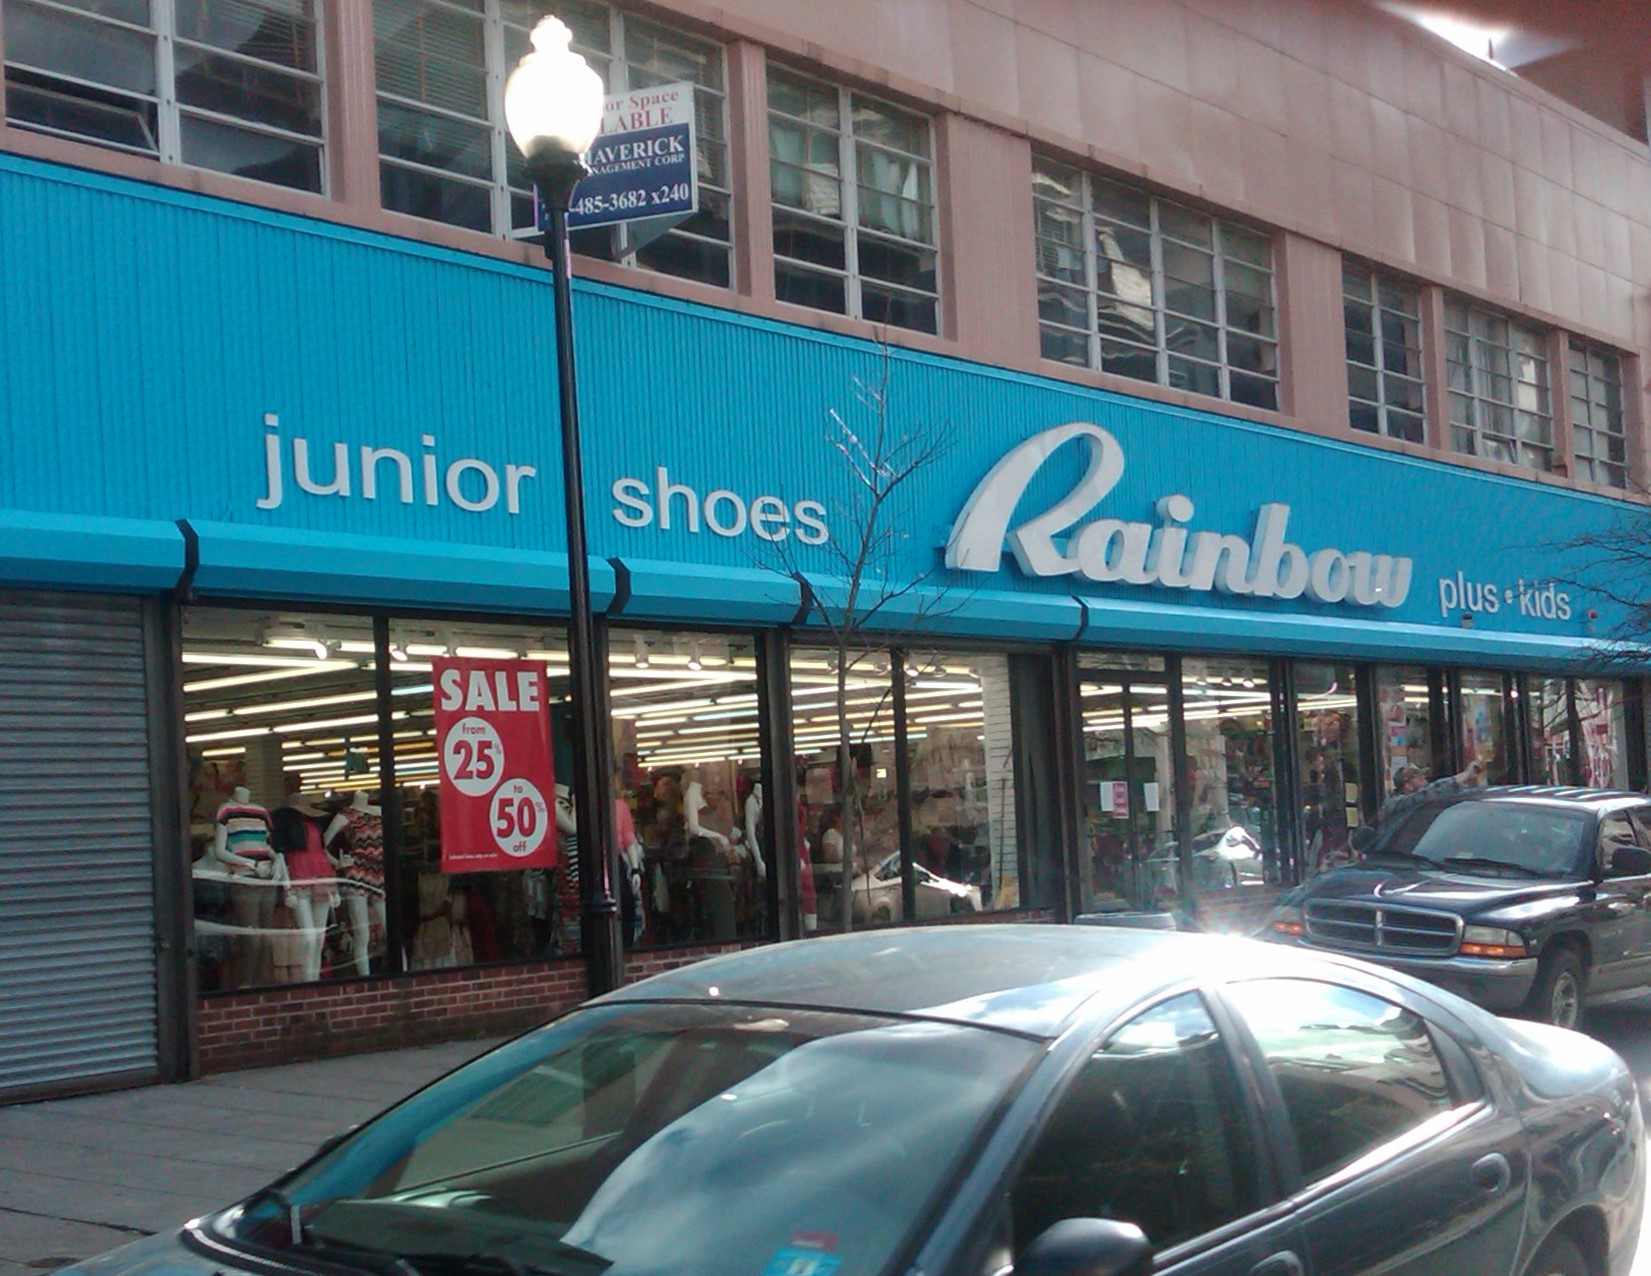 or Space
LABLE
MAVERICK
MANAGEMENT CORP
-485-3682 x240
junior shoes Rainbow plus • kids
SALE
from
25%
to
50%
off